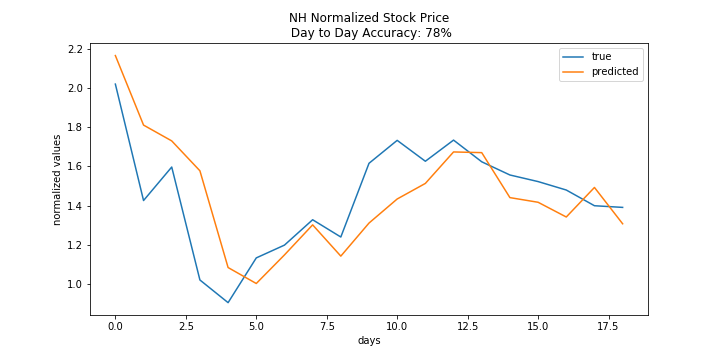 NH Normalized Stock Price
Day to Day Accuracy: 78%
true
predicted
normalized values
2.2
2.0
1.8
1.6
1.4
1.2
1.0
0.0 2.5 5.0 7.5 10.0 12.5 15.0 17.5
days